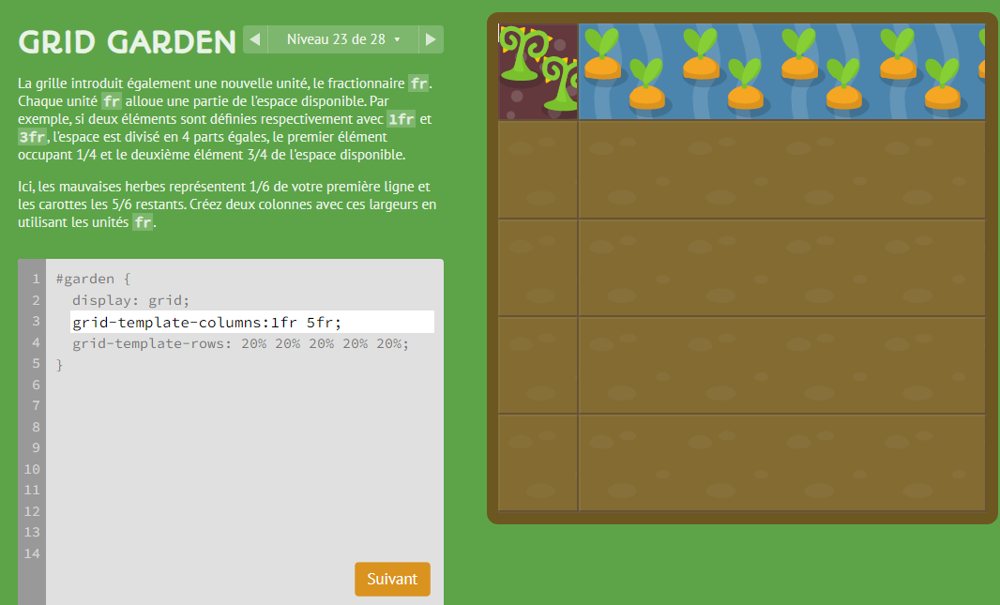 GRID GARDEN
Niveau 23 de 28
La grille introduit également une nouvelle unité, le fractionnaire fr.
Chaque unité fr alloue une partie de l'espace disponible. Par
exemple, si deux éléments sont définies respectivement avec 1fr et
3fr, l'espace est divisé en 4 parts égales, le premier élément
occupant 1/4 et le deuxième élément 3/4 de l'espace disponible.
Ici, les mauvaises herbes représentent 1/6 de votre première ligne et
les carottes les 5/6 restants. Créez deux colonnes avec ces largeurs en
utilisant les unités fr.
1 #garden {
2 display: grid;
3 grid-template-columns:1fr 5fr;
4 grid-template-rows: 20% 20% 20% 20% 20%;
5 }
6
7
8
9
10
11
12
13
14
Suivant